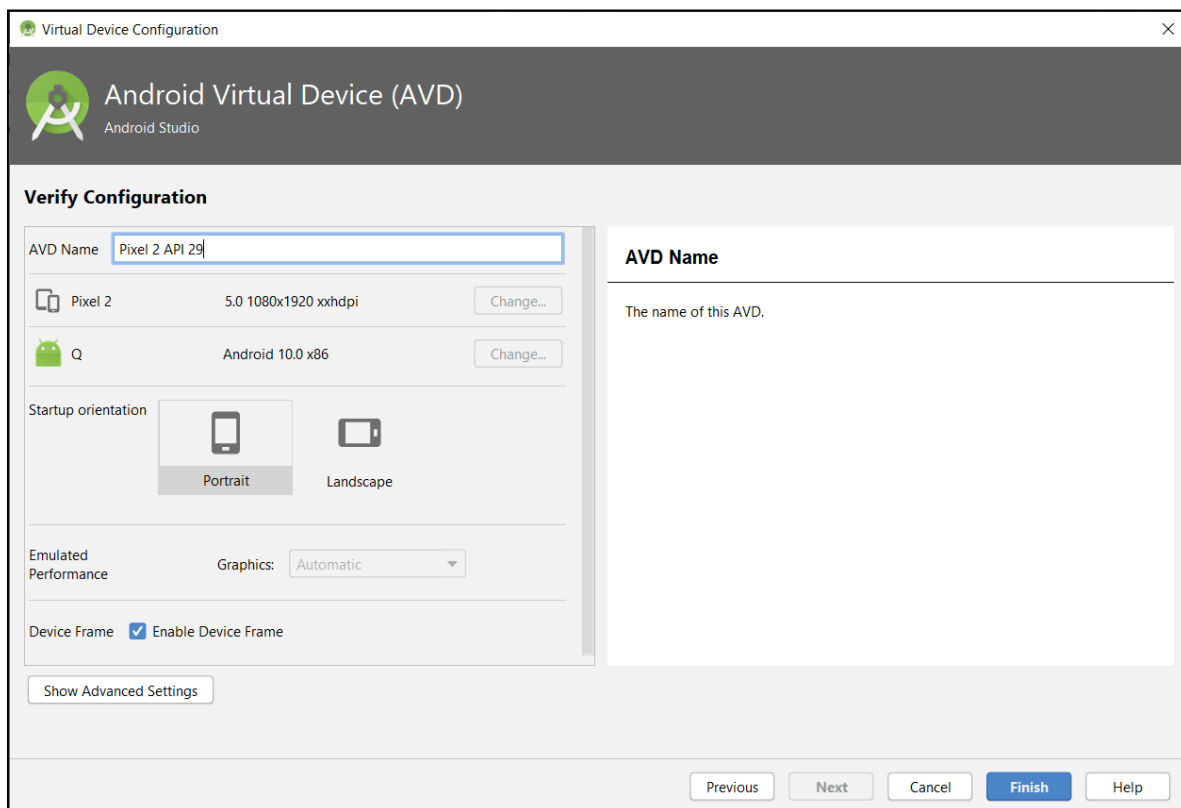 Virtual Device Configuration
Android Virtual Device (AVD)
Android Studio
Verify Configuration
AVD Name Pixel 2 API 29
Pixel 2 5.0 1080x1920 xxhdpi Change...
Q Android 10.0 x86 Change...
Startup orientation
Portrait Landscape
Emulated
Performance
Graphics: Automatic
Device Frame Enable Device Frame
Show Advanced Settings
AVD Name
The name of this AVD.
Previous Next Cancel Finish Help